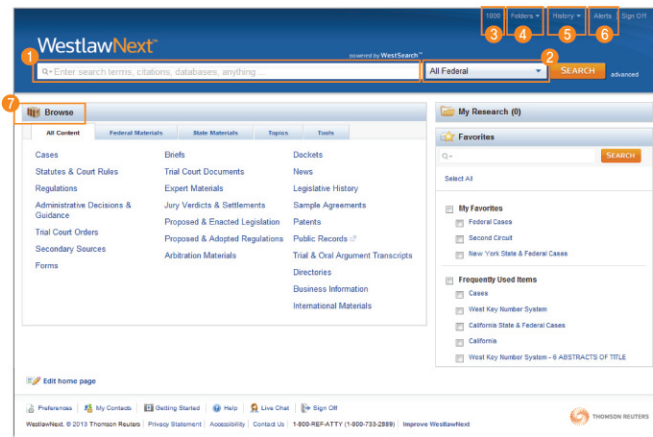 1000 Folders History Alerts Sign Off
3 4 5 6
WestlawNext™
powered by WestSearch™
1 2
Enter search terms, citations, databases, anything ...
All Federal
SEARCH
advanced
7
Browse
All Content Federal Materials State Materials Topics Tools
Cases
Statutes & Court Rules
Regulations
Administrative Decisions &
Guidance
Trial Court Orders
Secondary Sources
Forms
Briefs
Trial Court Documents
Expert Materials
Jury Verdicts & Settlements
Proposed & Enacted Legislation
Proposed & Adopted Regulations
Arbitration Materials
Dockets
News
Legislative History
Sample Agreements
Patents
Public Records
Trial & Oral Argument Transcripts
Directories
Business Information
International Materials
My Research (0)
Favorites
SEARCH
Select All
My Favorites
Federal Cases
Second Circuit
New York State & Federal Cases
Frequently Used Items
Cases
West Key Number System
California State & Federal Cases
California
West Key Number System - 6 ABSTRACTS OF TITLE
Edit home page
Preferences My Contacts Getting Started Help Live Chat Sign Off
WestlawNext. © 2013 Thomson Reuters Privacy Statement Accessibility Contact Us 1-800-REF-ATTY (1-800-733-2889) Improve WestlawNext
THOMSON REUTERS